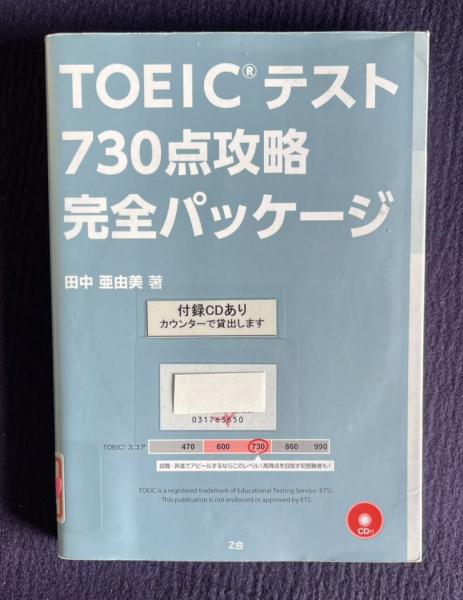 TOEIC®テスト
730点攻略
完全パッケージ
田中 亜由美 著
付録CDあり
カウンターで貸出します
031763650
TOEIC®スコア 470 600 730 860 990
就職・昇進でアピールするならこのレベル!高得点を目指す初受験者も!
TOEIC is a registered trademark of Educational Testing Service (ETS).
This publication is not endorsed or approved by ETS.
CD付
Z会